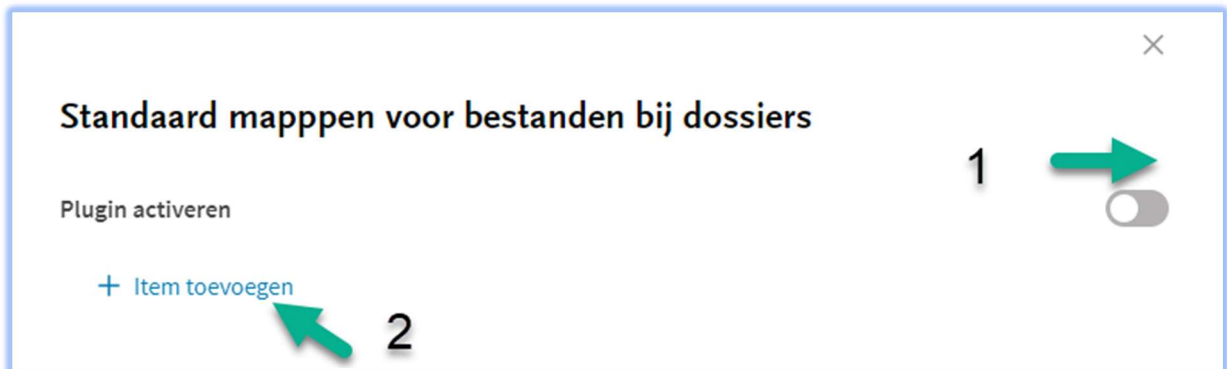 Standaard mapppen voor bestanden bij dossiers
1
Plugin activeren
+ Item toevoegen
2